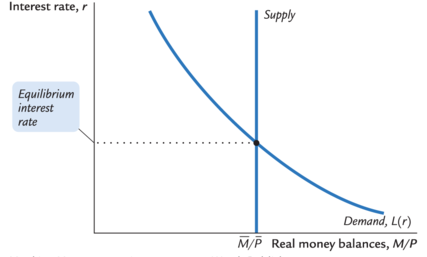 Interest rate, r
Supply
Equilibrium
interest
rate
Demand, L(r)
M̅/P̅ Real money balances, M/P